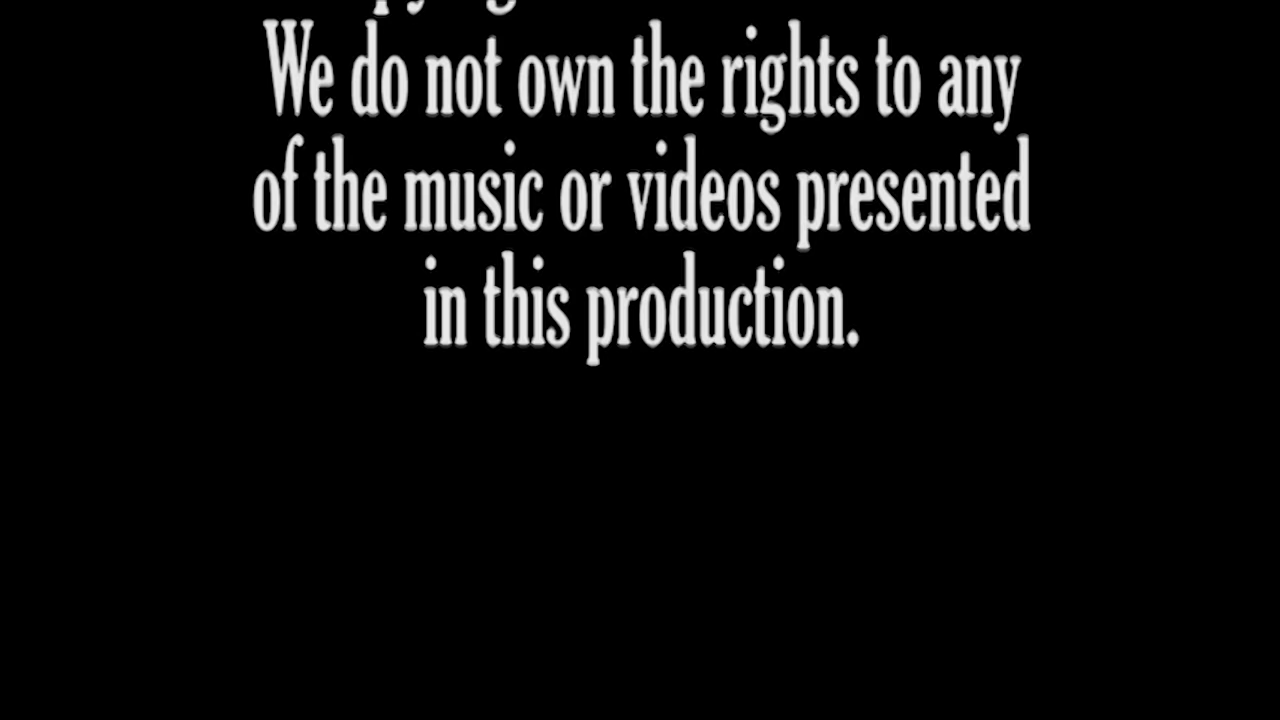 We do not own the rights to any
of the music or videos presented
in this production.